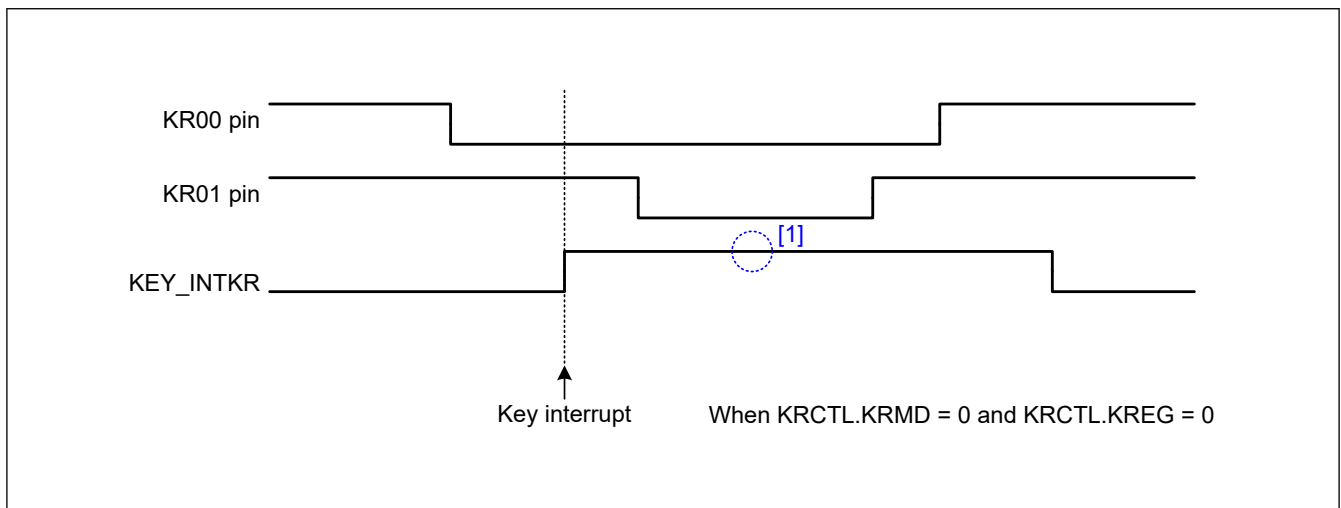 KR00 pin
KR01 pin
[1]
KEY_INTKR
Key interrupt
When KRCTL.KRMD = 0 and KRCTL.KREG = 0